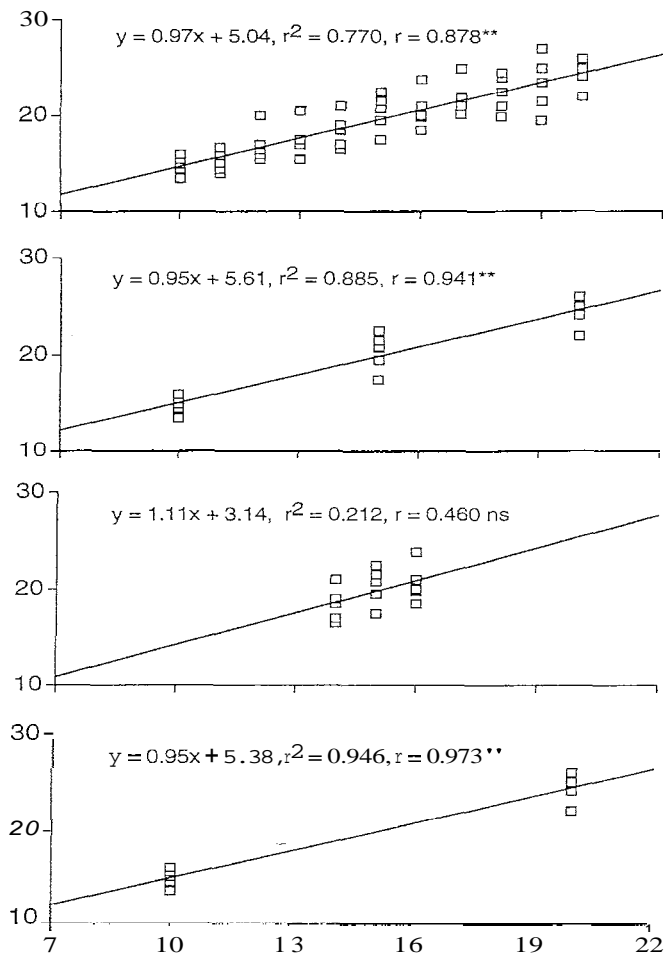 30
y = 0.97x + 5.04, r² = 0.770, r = 0.878**
20
10
30
y = 0.95x + 5.61, r² = 0.885, r = 0.941**
20
10
30
y = 1.11x + 3.14, r² = 0.212, r = 0.460 ns
20
10
30
y = 0.95x + 5.38, r² = 0.946, r = 0.973**
20
10
7 10 13 16 19 22